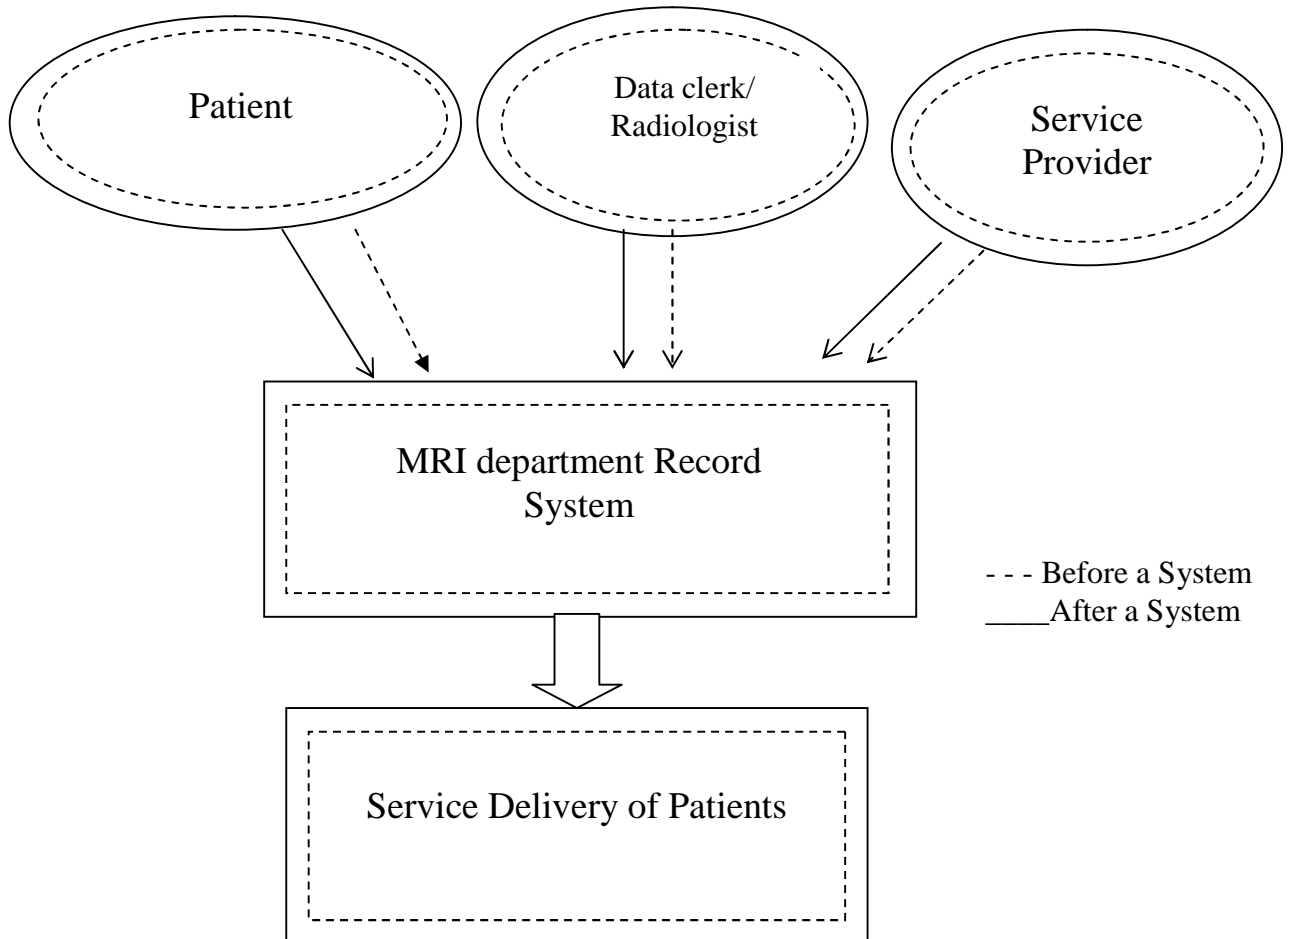 Patient
Data clerk/
Radiologist
Service
Provider
MRI department Record
System
- - - Before a System
____After a System
Service Delivery of Patients